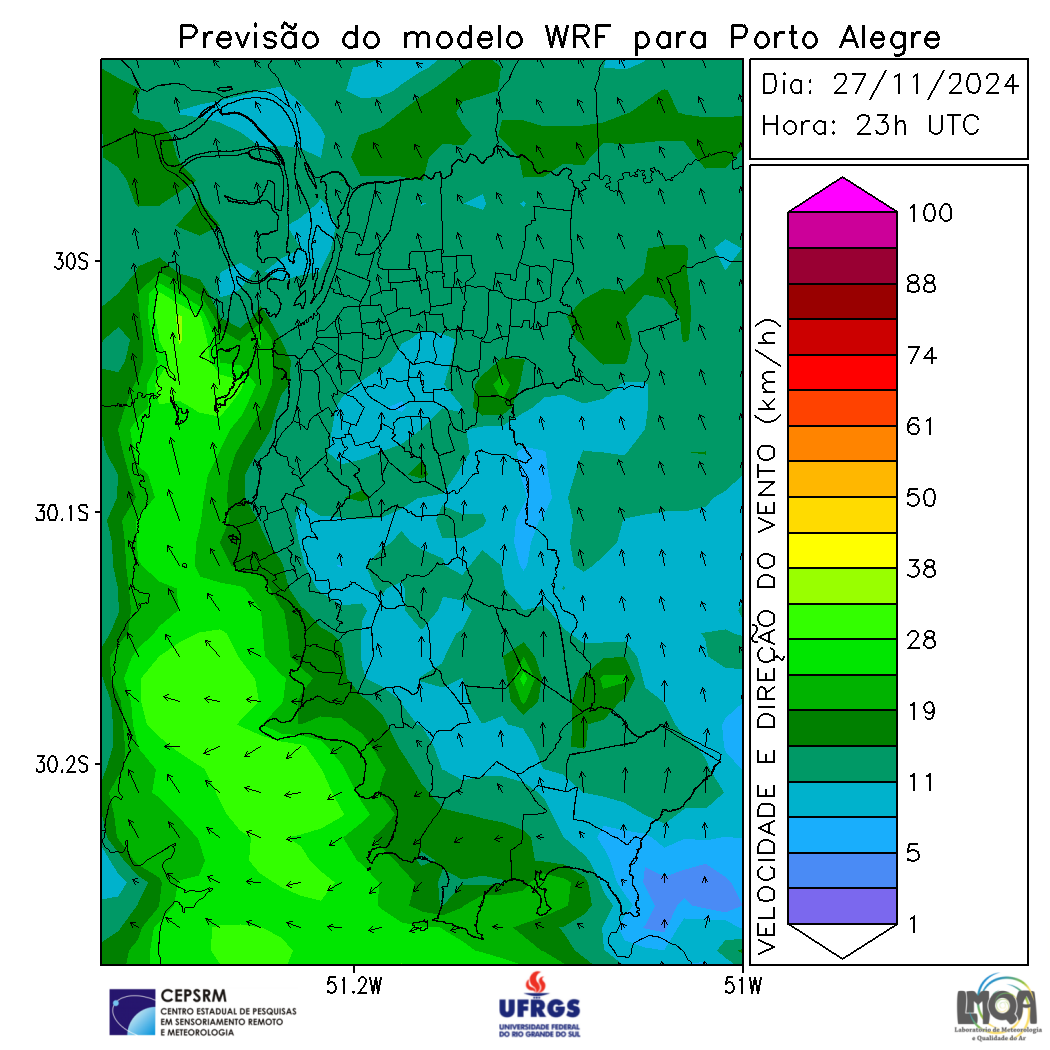 Previsão do modelo WRF para Porto Alegre
Dia: 27/11/2024
Hora: 23h UTC
30S
30.1S
30.2S
51.2W
51W
VELOCIDADE E DIREÇÃO DO VENTO (km/h)
100
88
74
61
50
38
28
19
11
5
1
CEPSRM
CENTRO ESTADUAL DE PESQUISAS
EM SENSORIAMENTO REMOTO
E METEOROLOGIA
UFRGS
UNIVERSIDADE FEDERAL
DO RIO GRANDE DO SUL
LMQA
Laboratório de Meteorologia
e Qualidade do Ar